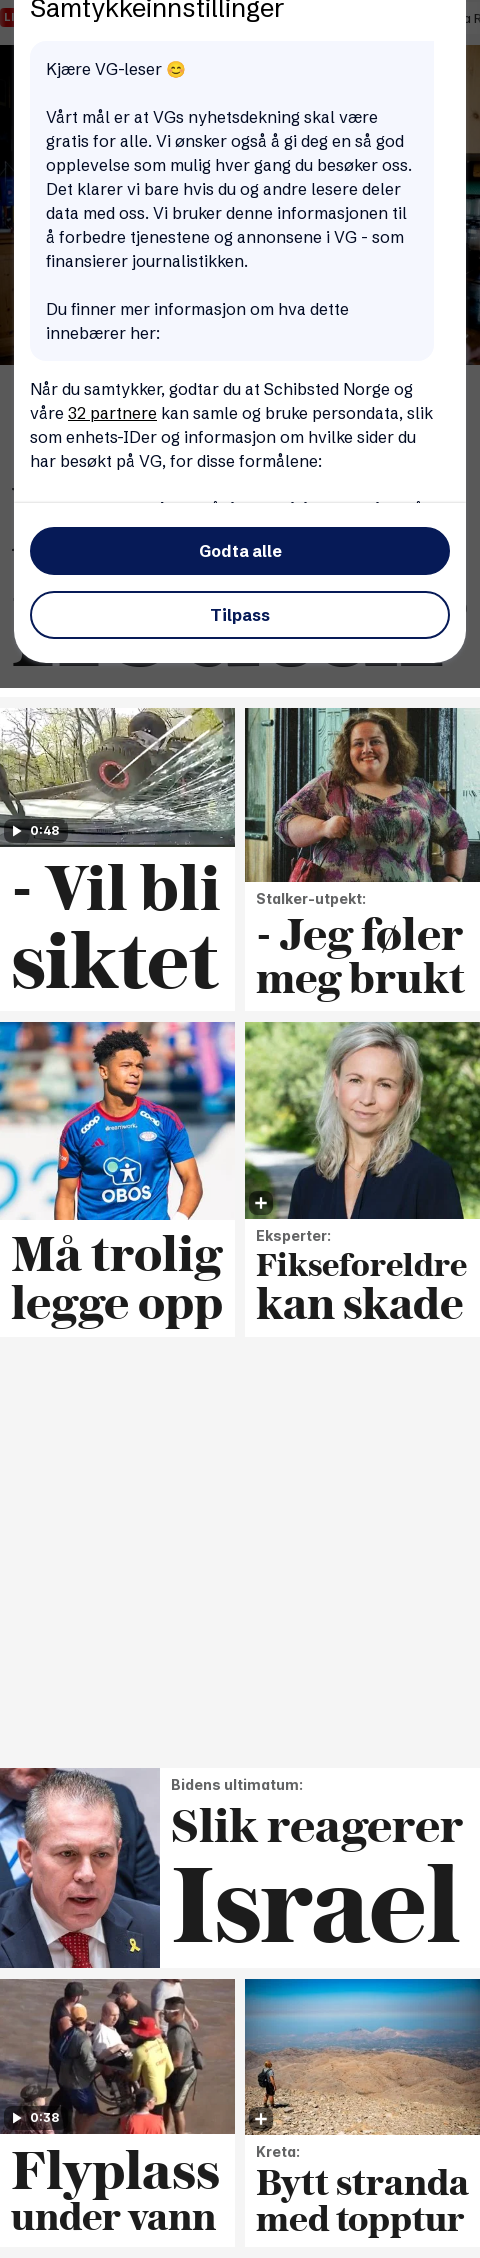 Samtykkeinnstillinger
Kjære VG-leser 😊
Vårt mål er at VGs nyhetsdekning skal være
gratis for alle. Vi ønsker også å gi deg en så god
opplevelse som mulig hver gang du besøker oss.
Det klarer vi bare hvis du og andre lesere deler
data med oss. Vi bruker denne informasjonen til
å forbedre tjenestene og annonsene i VG - som
finansierer journalistikken.
Du finner mer informasjon om hva dette
innebærer her:
Når du samtykker, godtar du at Schibsted Norge og
våre 32 partnere kan samle og bruke persondata, slik
som enhets-IDer og informasjon om hvilke sider du
har besøkt på VG, for disse formålene:
Godta alle
Tilpass
0:48
- Vil bli
siktet
Stalker-utpekt:
- Jeg føler
meg brukt
coop
coop
OBOS
Må trolig
legge opp
Eksperter:
Fikseforeldre
kan skade
Bidens ultimatum:
Slik reagerer
Israel
0:38
Flyplass
under vann
Kreta:
Bytt stranda
med topptur